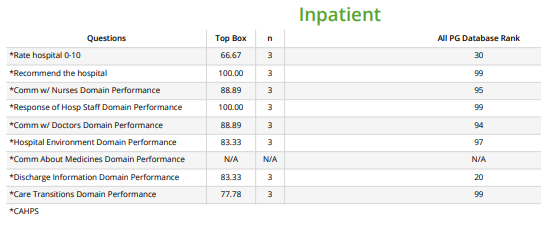 Inpatient
Questions Top Box n All PG Database Rank
*Rate hospital 0-10 66.67 3 30
*Recommend the hospital 100.00 3 99
*Comm w/ Nurses Domain Performance 88.89 3 95
*Response of Hosp Staff Domain Performance 100.00 3 99
*Comm w/ Doctors Domain Performance 88.89 3 94
*Hospital Environment Domain Performance 83.33 3 97
*Comm About Medicines Domain Performance N/A N/A N/A
*Discharge Information Domain Performance 83.33 3 20
*Care Transitions Domain Performance 77.78 3 99
*CAHPS